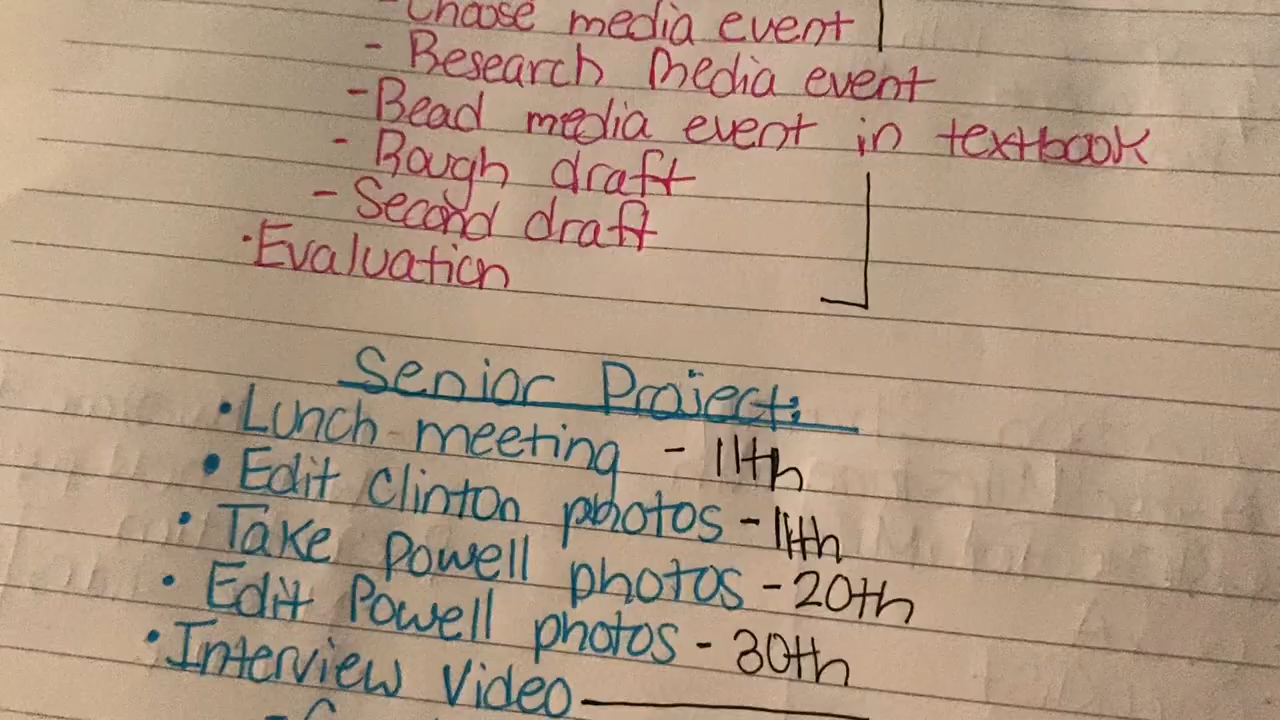 - Choose media event
- Research media event
- Read media event in textbook
- Rough draft
- Second draft
• Evaluation
Senior Project:
• Lunch meeting - 11th
• Edit Clinton photos - 11th
• Take Powell photos - 20th
• Edit Powell photos - 30th
• Interview Video